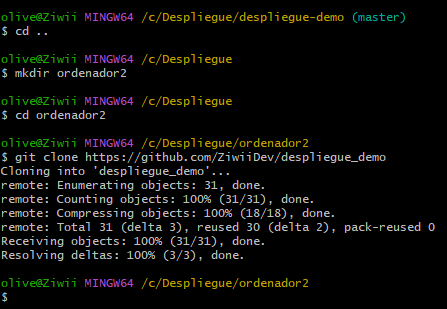 olive@Ziwii MINGW64 /c/Despliegue/despliegue-demo (master)
$ cd ..
olive@Ziwii MINGW64 /c/Despliegue
$ mkdir ordenador2
olive@Ziwii MINGW64 /c/Despliegue
$ cd ordenador2
olive@Ziwii MINGW64 /c/Despliegue/ordenador2
$ git clone https://github.com/ZiwiiDev/despliegue_demo
Cloning into 'despliegue_demo'...
remote: Enumerating objects: 31, done.
remote: Counting objects: 100% (31/31), done.
remote: Compressing objects: 100% (18/18), done.
remote: Total 31 (delta 3), reused 30 (delta 2), pack-reused 0
Receiving objects: 100% (31/31), done.
Resolving deltas: 100% (3/3), done.
olive@Ziwii MINGW64 /c/Despliegue/ordenador2
$